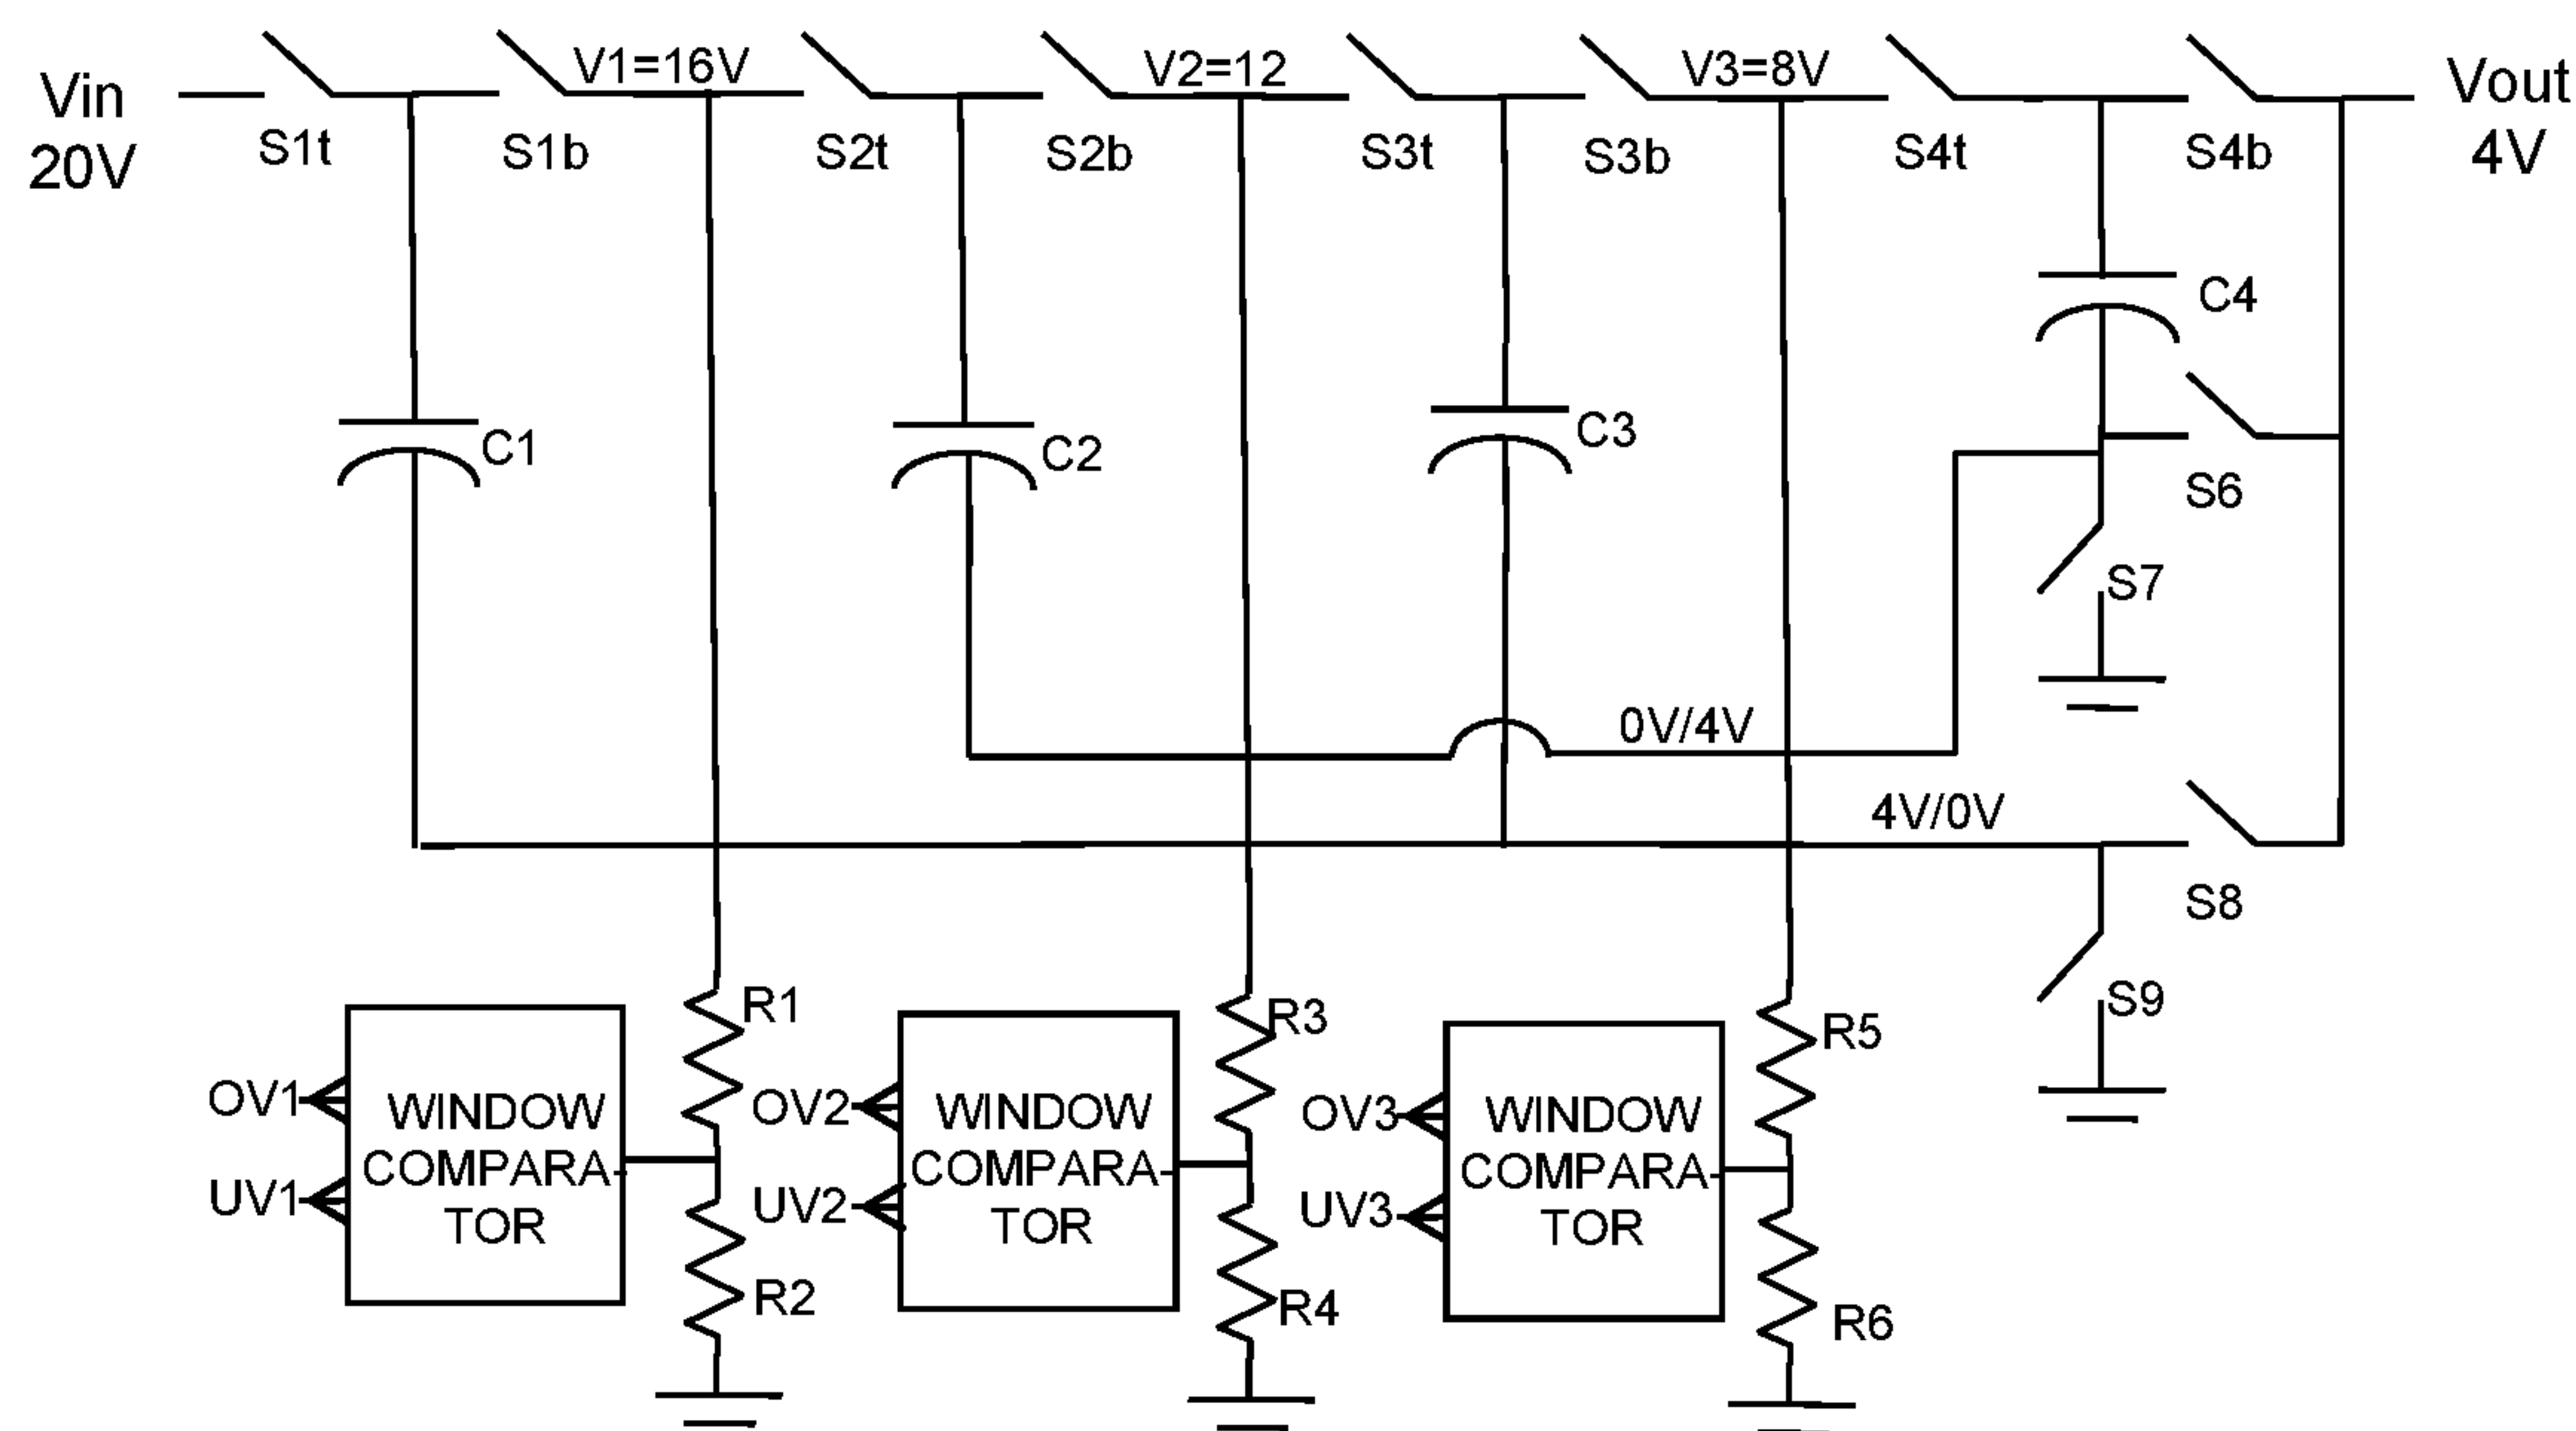 Vin
20V
S1t
S1b
V1=16V
S2t
S2b
V2=12
S3t
S3b
V3=8V
S4t
S4b
Vout
4V
C1
C2
C3
C4
S6
S7
0V/4V
4V/0V
S8
S9
R1
R3
R5
OV1
UV1
WINDOW
COMPARA-
TOR
R2
OV2
UV2
WINDOW
COMPARA-
TOR
R4
OV3
UV3
WINDOW
COMPARA-
TOR
R6